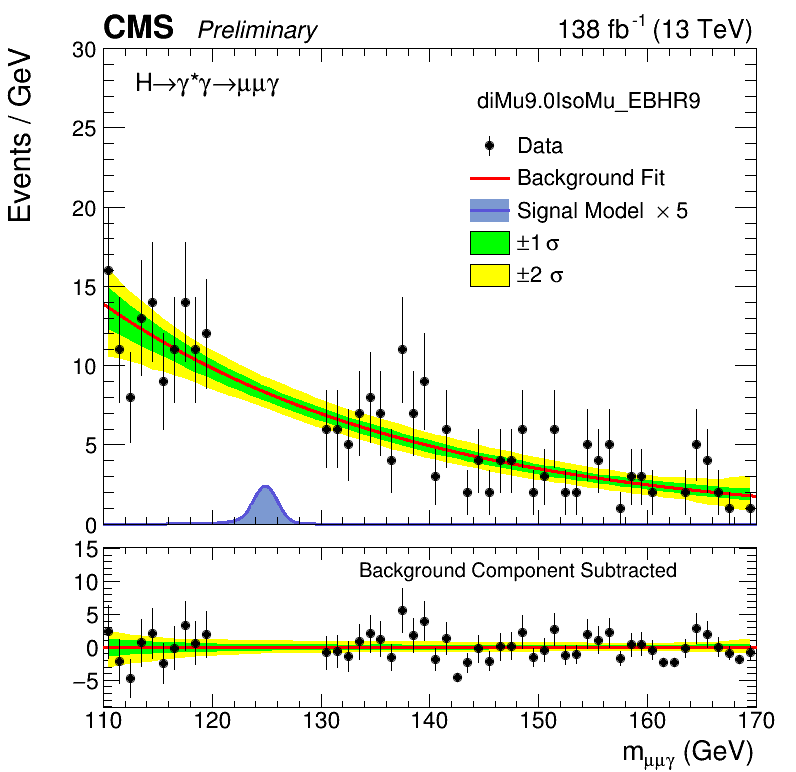 CMS Preliminary 138 fb⁻¹ (13 TeV)
H→γ*γ→μμγ
diMu9.0IsoMu_EBHR9
Data
Background Fit
Signal Model × 5
±1 σ
±2 σ
Events / GeV
30
25
20
15
10
5
0
Background Component Subtracted
15
10
5
0
−5
110 120 130 140 150 160 170
m_μμγ (GeV)